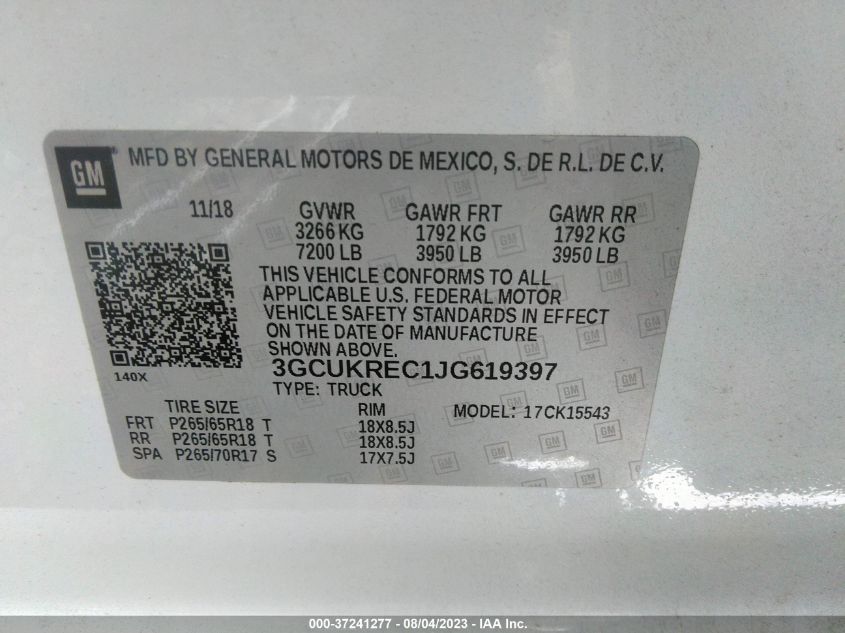 GM ® MFD BY GENERAL MOTORS DE MEXICO, S. DE R.L. DE C.V.
11/18 GVWR GAWR FRT GAWR RR
3266 KG 1792 KG 1792 KG
7200 LB 3950 LB 3950 LB
THIS VEHICLE CONFORMS TO ALL
APPLICABLE U.S. FEDERAL MOTOR
VEHICLE SAFETY STANDARDS IN EFFECT
ON THE DATE OF MANUFACTURE
SHOWN ABOVE.
140X
3GCUKREC1JG619397
TYPE: TRUCK
TIRE SIZE RIM MODEL: 17CK15543
FRT P265/65R18 T 18X8.5J
RR P265/65R18 T 18X8.5J
SPA P265/70R17 S 17X7.5J
000-37241277 - 08/04/2023 - IAA Inc.